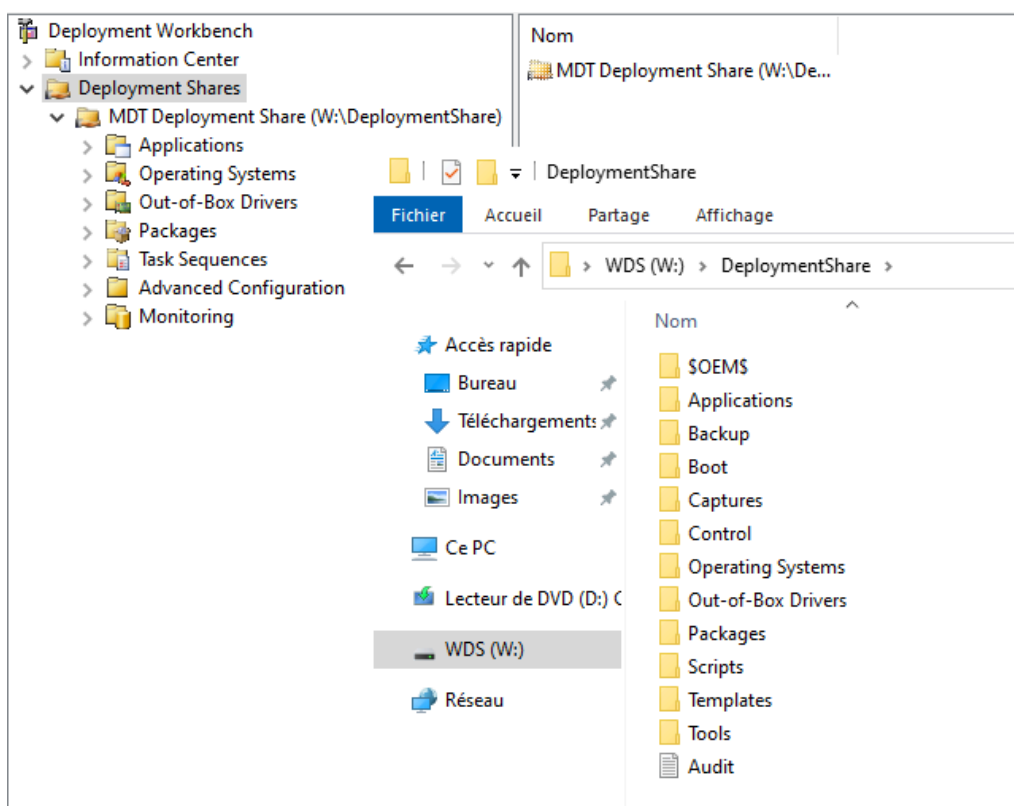 Deployment Workbench
Information Center
Deployment Shares
MDT Deployment Share (W:\DeploymentShare)
Applications
Operating Systems
Out-of-Box Drivers
Packages
Task Sequences
Advanced Configuration
Monitoring
Nom
MDT Deployment Share (W:\De...
DeploymentShare
Fichier Accueil Partage Affichage
WDS (W:) DeploymentShare
Accès rapide
Bureau
Téléchargements
Documents
Images
Ce PC
Lecteur de DVD (D:) C
WDS (W:)
Réseau
Nom
$OEM$
Applications
Backup
Boot
Captures
Control
Operating Systems
Out-of-Box Drivers
Packages
Scripts
Templates
Tools
Audit